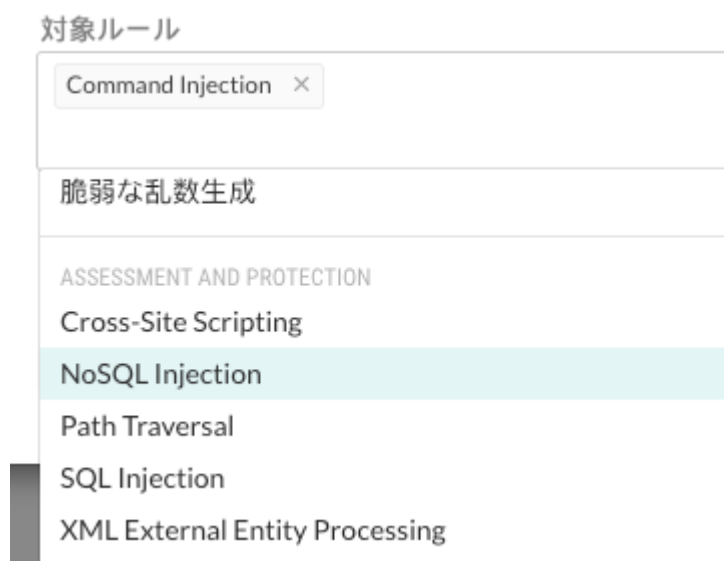 対象ルール
Command Injection ×
脆弱な乱数生成
ASSESSMENT AND PROTECTION
Cross-Site Scripting
NoSQL Injection
Path Traversal
SQL Injection
XML External Entity Processing